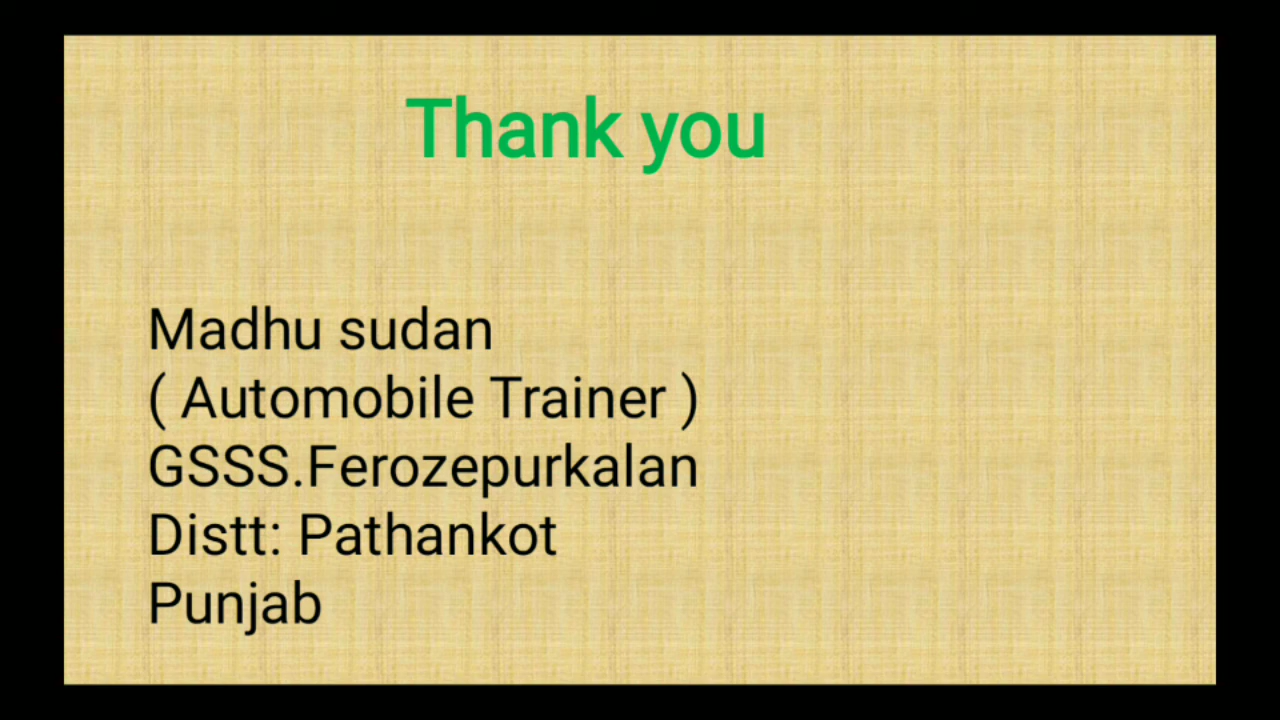 Thank you
Madhu sudan
( Automobile Trainer )
GSSS.Ferozepurkalan
Distt: Pathankot
Punjab